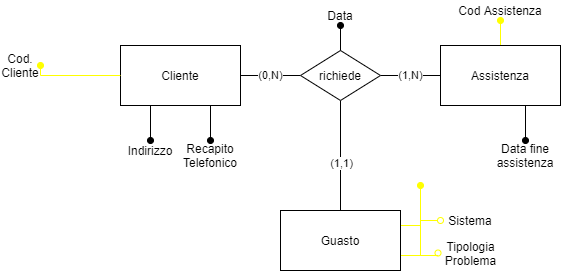 Data
Cod Assistenza
Cod.
Cliente
Cliente
(0,N)
richiede
(1,N)
Assistenza
Indirizzo
Recapito
Telefonico
Data fine
assistenza
(1,1)
Guasto
Sistema
Tipologia
Problema